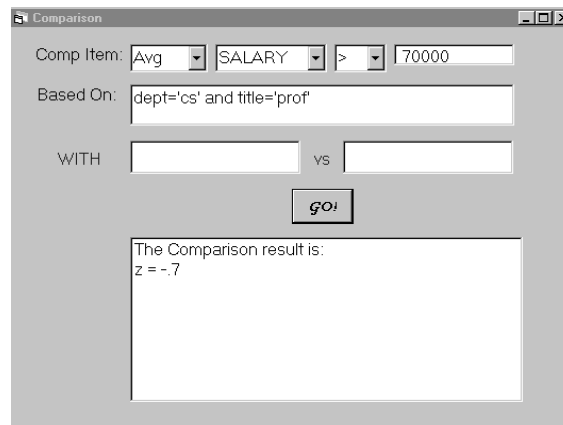 Comparison
Comp Item: Avg SALARY > 70000
Based On: dept='cs' and title='prof'
WITH vs
GO!
The Comparison result is:
z = -.7